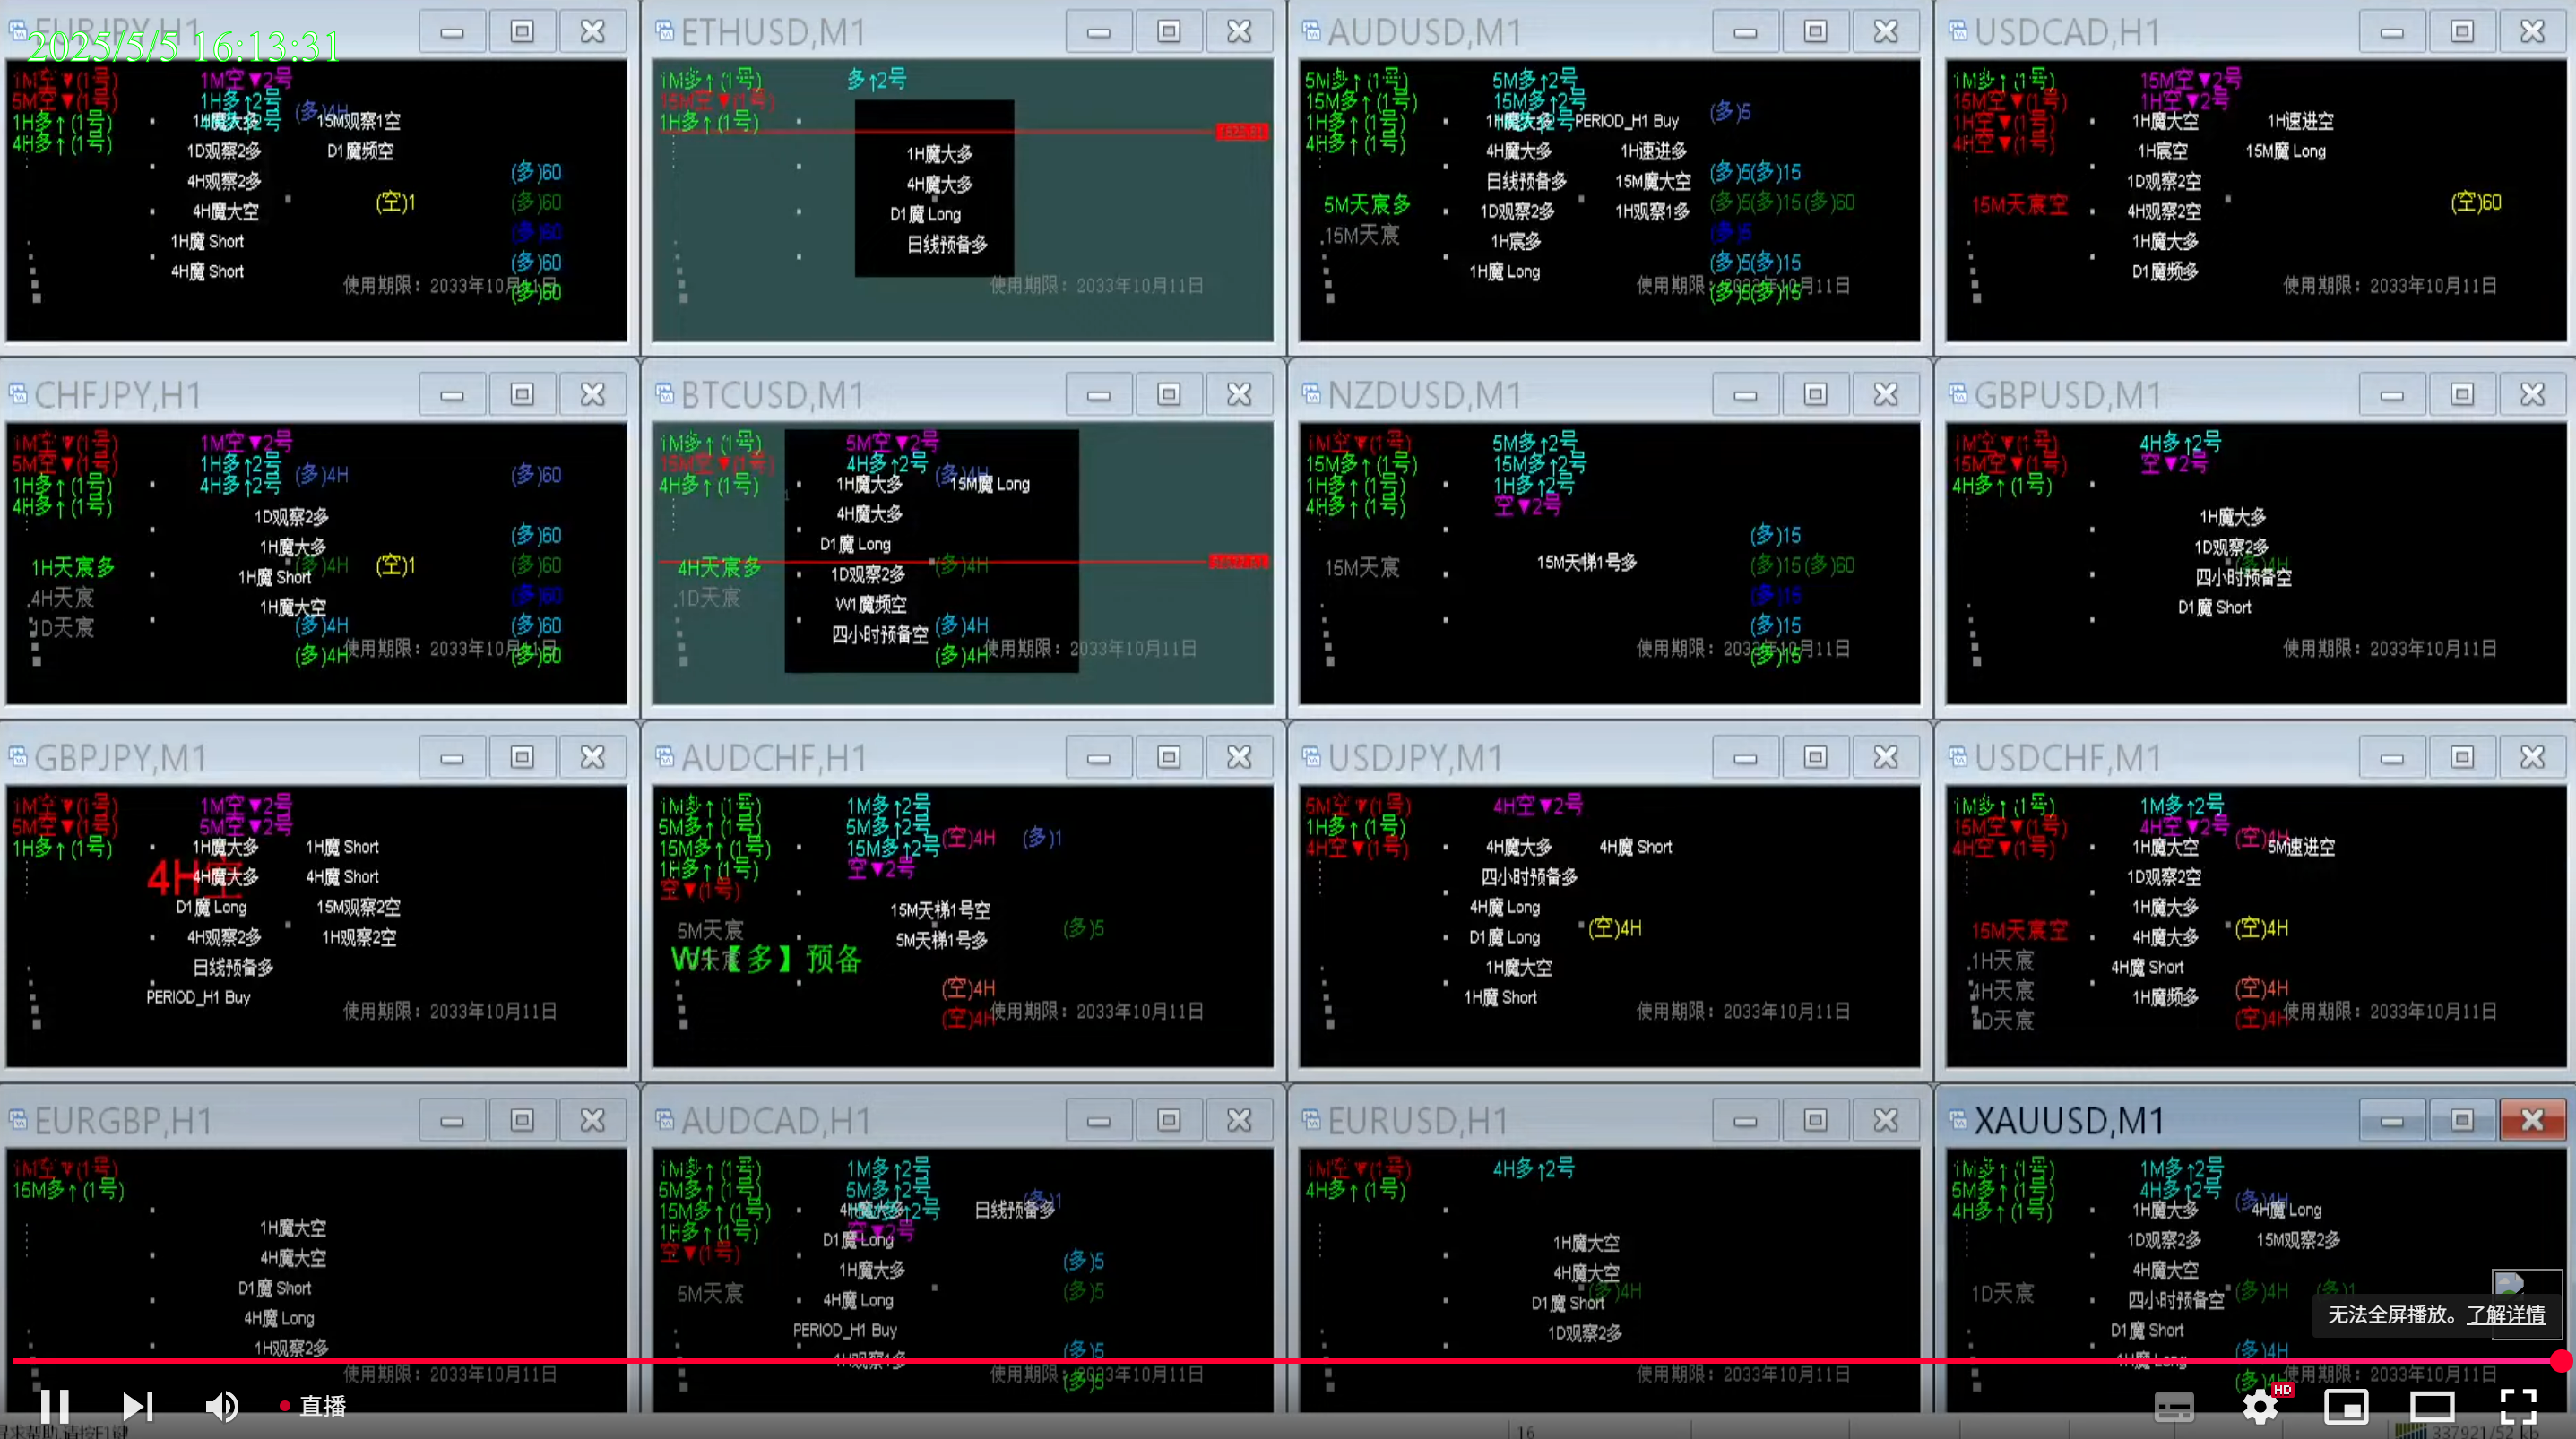 EURJPY,H1
2025/5/5 16:13:31
1M空▼(1号)
5M空▼(1号)
1H多↑(1号)
4H多↑(1号)
1M空▼2号
1H多↑2号
(多)4H
1H魔大多
15M观察1空
1D观察2多
D1魔频空
4H观察2多
4H魔大空
1H魔 Short
4H魔 Short
(空)1
(多)60
(多)60
(多)60
(多)60
(多)60
使用期限：2033年10月11日
ETHUSD,M1
1M多↑(1号)
15M空▼(1号)
1H多↑(1号)
多↑2号
1H魔大多
4H魔大多
D1魔 Long
日线预备多
使用期限：2033年10月11日
AUDUSD,M1
5M多↑(1号)
15M多↑(1号)
1H多↑(1号)
4H多↑(1号)
5M多↑2号
15M多↑2号
1H魔大多
PERIOD_H1 Buy
4H魔大多
1H速进多
日线预备多
15M魔大空
1D观察2多
1H观察1多
1H宸多
1H魔 Long
5M天宸多
15M天宸
(多)5
(多)5(多)15
(多)5(多)15(多)60
(多)5
(多)5(多)15
(多)5(多)15
使用期限：2033年10月11日
USDCAD,H1
1M多↑(1号)
15M空▼(1号)
1H空▼(1号)
4H空▼(1号)
15M空▼2号
1H空▼2号
1H魔大空
1H速进空
1H宸空
15M魔 Long
1D观察2空
4H观察2空
1H魔大多
D1魔频多
15M天宸空
(空)60
使用期限：2033年10月11日
CHFJPY,H1
1M空▼(1号)
5M空▼(1号)
1H多↑(1号)
4H多↑(1号)
1M空▼2号
1H多↑2号
4H多↑2号
(多)4H
(多)60
1D观察2多
1H魔大多
1H魔 Short
1H魔大空
1H天宸多
4H天宸
1D天宸
(多)4H
(空)1
(多)60
(多)60
(多)60
(多)4H
(多)60
(多)4H
(多)60
使用期限：2033年10月11日
BTCUSD,M1
1M多↑(1号)
15M空▼(1号)
4H多↑(1号)
5M空▼2号
4H多↑2号
(多)4H
1H魔大多
15M魔 Long
4H魔大多
D1魔 Long
1D观察2多
W1魔频空
四小时预备空
4H天宸多
1D天宸
(多)4H
(多)4H
(多)4H
使用期限：2033年10月11日
NZDUSD,M1
1M空▼(1号)
15M多↑(1号)
1H多↑(1号)
4H多↑(1号)
5M多↑2号
15M多↑2号
1H多↑2号
空▼2号
15M天宸
15M天梯1号多
(多)15
(多)15(多)60
(多)15
(多)15
(多)15
使用期限：2033年10月11日
GBPUSD,M1
1M空▼(1号)
15M空▼(1号)
4H多↑(1号)
4H多↑2号
空▼2号
1H魔大多
1D观察2多
(多)4H
四小时预备空
D1魔 Short
使用期限：2033年10月11日
GBPJPY,M1
1M空▼(1号)
5M空▼(1号)
1H多↑(1号)
1M空▼2号
5M空▼2号
4H空
1H魔大多
1H魔 Short
4H魔大多
4H魔 Short
D1魔 Long
15M观察2空
4H观察2多
1H观察2空
日线预备多
PERIOD_H1 Buy
使用期限：2033年10月11日
AUDCHF,H1
1M多↑(1号)
5M多↑(1号)
15M多↑(1号)
1H多↑(1号)
空▼(1号)
1M多↑2号
5M多↑2号
15M多↑2号
空▼2号
(空)4H
(多)1
5M天宸
W1【多】预备
15M天梯1号空
5M天梯1号多
(多)5
(空)4H
(空)4H
使用期限：2033年10月11日
USDJPY,M1
5M空▼(1号)
1H多↑(1号)
4H空▼(1号)
4H空▼2号
4H魔大多
4H魔 Short
四小时预备多
4H魔 Long
D1魔 Long
1H魔大空
1H魔 Short
(空)4H
使用期限：2033年10月11日
USDCHF,M1
1M多↑(1号)
15M空▼(1号)
4H空▼(1号)
1M多↑2号
4H空▼2号
(空)4H
1H魔大空
5M速进空
1D观察2空
1H魔大多
4H魔大多
4H魔 Short
1H魔频多
15M天宸空
1H天宸
4H天宸
1D天宸
(空)4H
(空)4H
(空)4H
使用期限：2033年10月11日
EURGBP,H1
1M空▼(1号)
15M多↑(1号)
1H魔大空
4H魔大空
D1魔 Short
4H魔 Long
1H观察2多
使用期限：2033年10月11日
AUDCAD,H1
1M多↑(1号)
5M多↑(1号)
15M多↑(1号)
1H多↑(1号)
空▼(1号)
1M多↑2号
5M多↑2号
空▼2号
(多)1
4H魔大多
日线预备多
D1魔 Long
1H魔大多
4H魔 Long
PERIOD_H1 Buy
1H观察1多
5M天宸
(多)5
(多)5
(多)5
(多)5
使用期限：2033年10月11日
EURUSD,H1
1M空▼(1号)
4H多↑(1号)
4H多↑2号
1H魔大空
4H魔大空
(多)4H
D1魔 Short
1D观察2多
使用期限：2033年10月11日
XAUUSD,M1
1M多↑(1号)
5M多↑(1号)
4H多↑(1号)
1M多↑2号
4H多↑2号
(多)4H
1H魔大多
4H魔 Long
1D观察2多
15M观察2多
4H魔大空
四小时预备空
D1魔 Short
1H魔 Long
1D天宸
(多)4H
(多)1
(多)4H
使用期限：2033年10月11日
无法全屏播放。了解详情
直播
HD
16
337921/52 kb